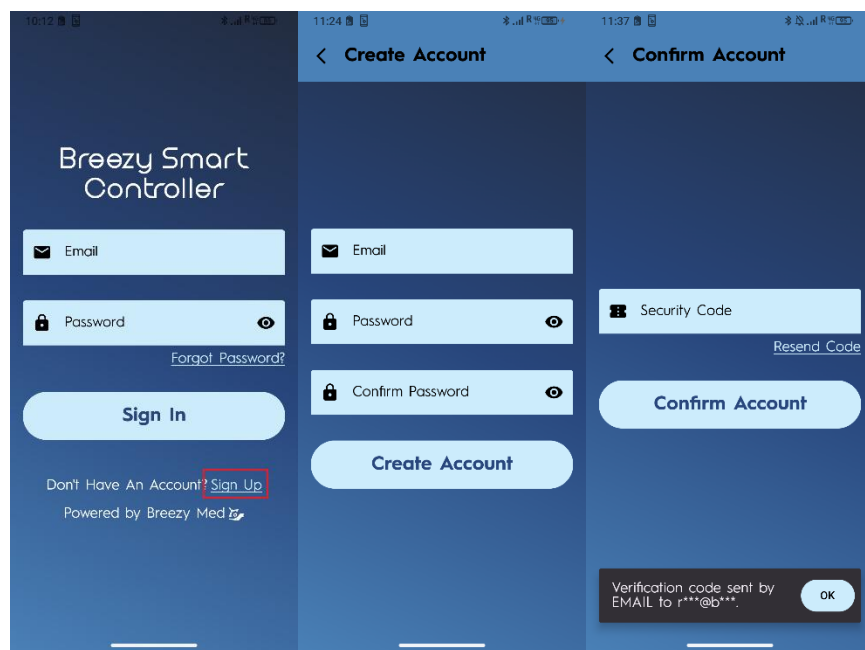 10:12
Breezy Smart
Controller
Email
Password
Forgot Password?
Sign In
Don't Have An Account? Sign Up
Powered by Breezy Med
11:24
Create Account
Email
Password
Confirm Password
Create Account
11:37
Confirm Account
Security Code
Resend Code
Confirm Account
Verification code sent by
EMAIL to r***@b***.
OK